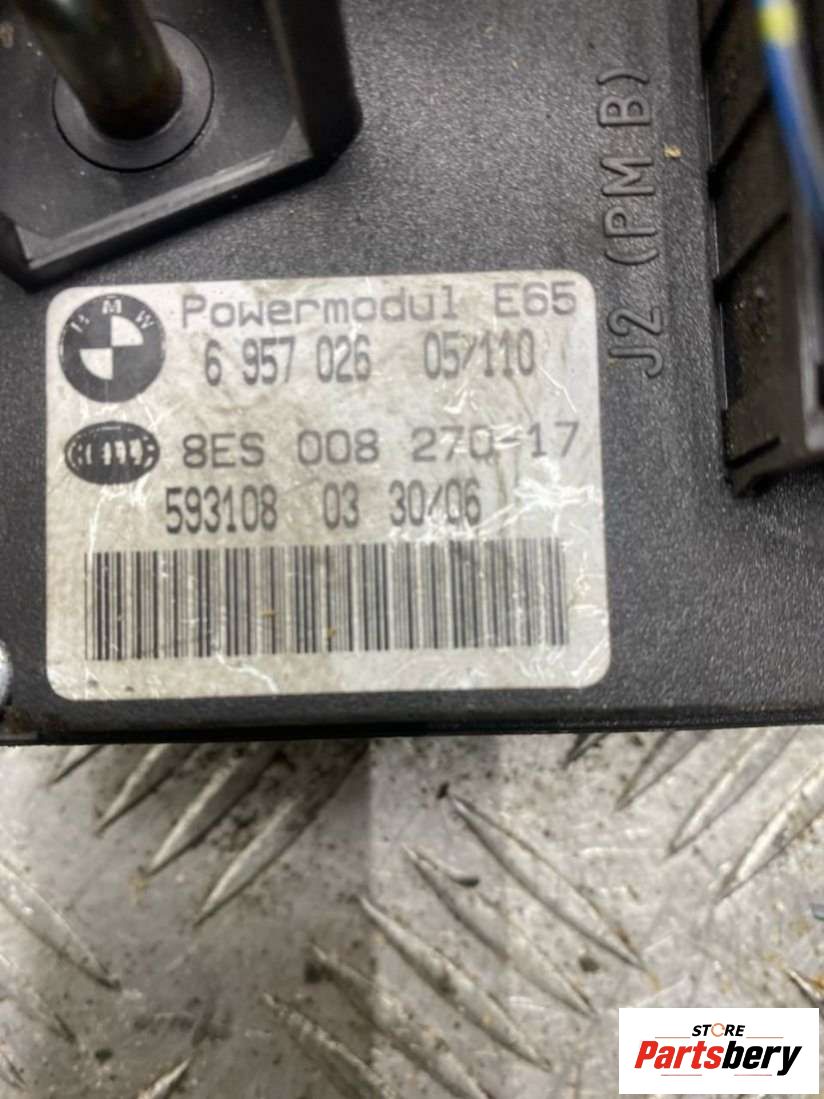 J2 (PM B)
BMW
Powermodul E65
6 957 026 05/110
8ES 008 270-17
593108 03 30/06
STORE
Partsbery